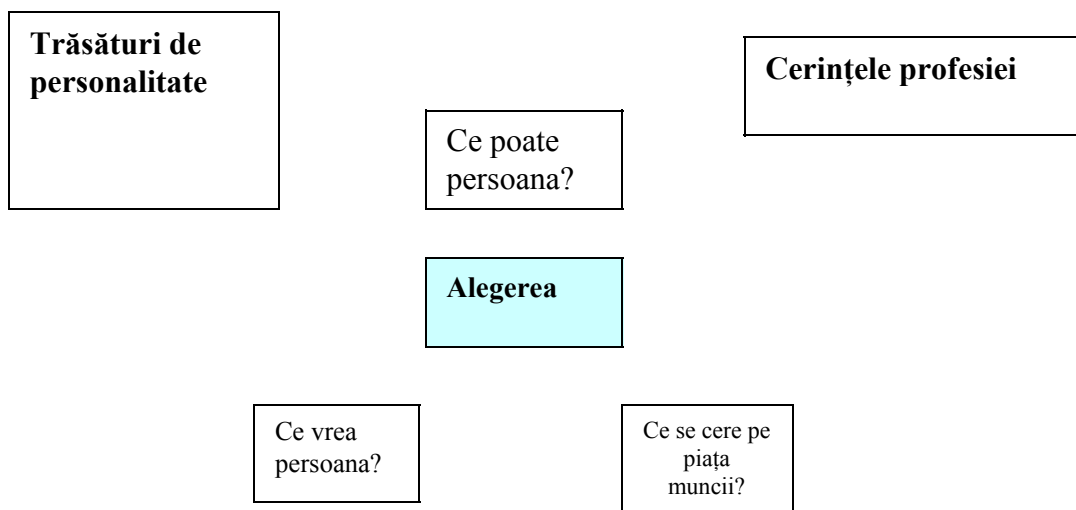 Trăsături de
personalitate
Cerințele profesiei
Ce poate
persoana?
Alegerea
Ce vrea
persoana?
Ce se cere pe
piața
muncii?